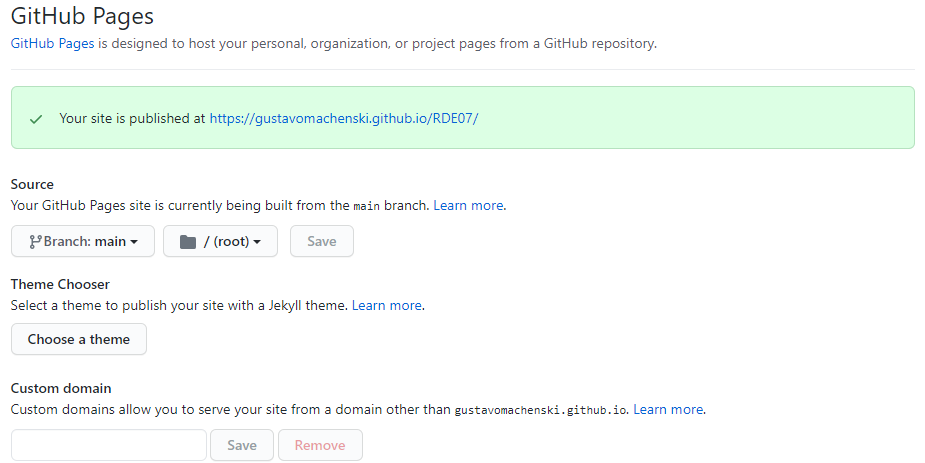 GitHub Pages
GitHub Pages is designed to host your personal, organization, or project pages from a GitHub repository.
Your site is published at https://gustavomachenski.github.io/RDE07/
Source
Your GitHub Pages site is currently being built from the main branch. Learn more.
Branch: main / (root) Save
Theme Chooser
Select a theme to publish your site with a Jekyll theme. Learn more.
Choose a theme
Custom domain
Custom domains allow you to serve your site from a domain other than gustavomachenski.github.io. Learn more.
Save Remove